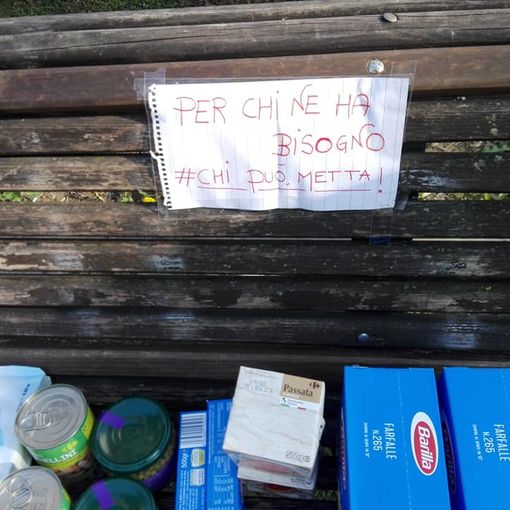 PER CHI NE HA
BISOGNO
#CHI PUÒ, METTA!
Passata
500g
500g
FARFALLE
N.265
Barilla
FARFALLE
N.265